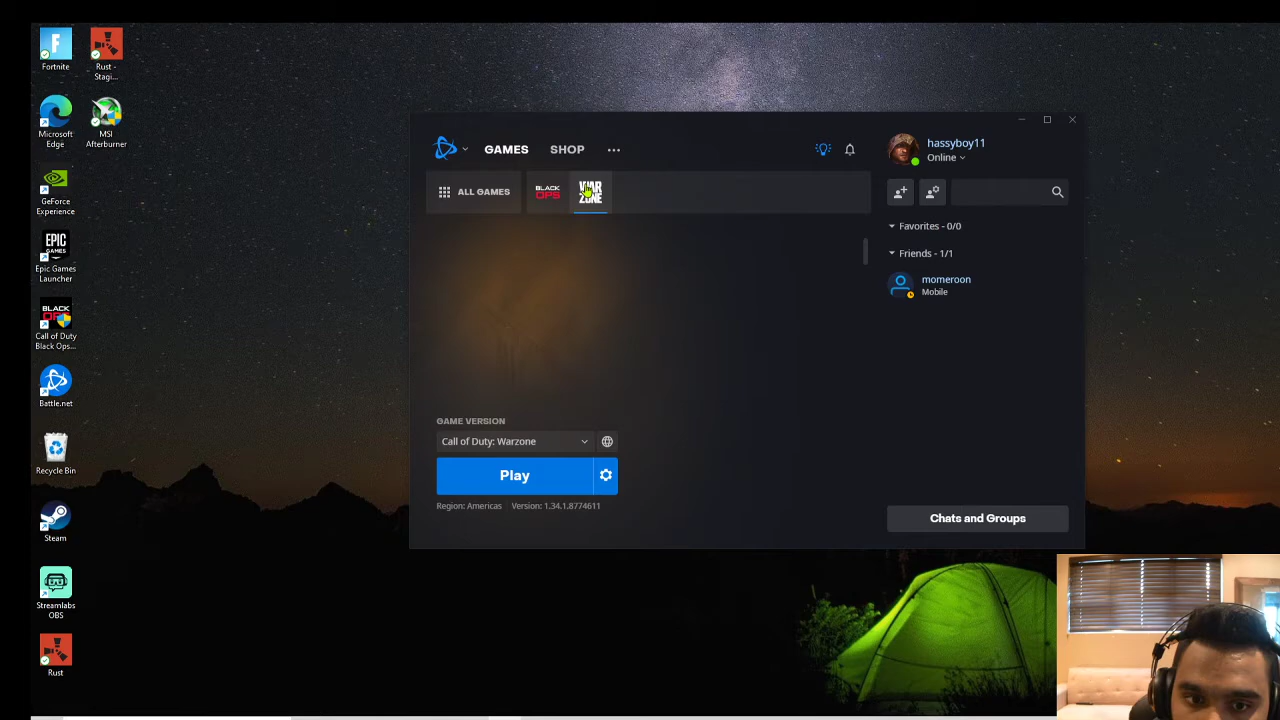 Fortnite
Rust -
Stagi...
Microsoft
Edge
MSI
Afterburner
GeForce
Experience
EPIC
GAMES
Epic Games
Launcher
BLACK
OPS
Call of Duty
Black Ops...
Battle.net
Recycle Bin
Steam
Streamlabs
OBS
Rust
GAMES
SHOP
hassyboy11
Online
ALL GAMES
BLACK
OPS
WAR
ZONE
Favorites - 0/0
Friends - 1/1
momeroon
Mobile
GAME VERSION
Call of Duty: Warzone
Play
Region: Americas
Version: 1.34.1.8774611
Chats and Groups